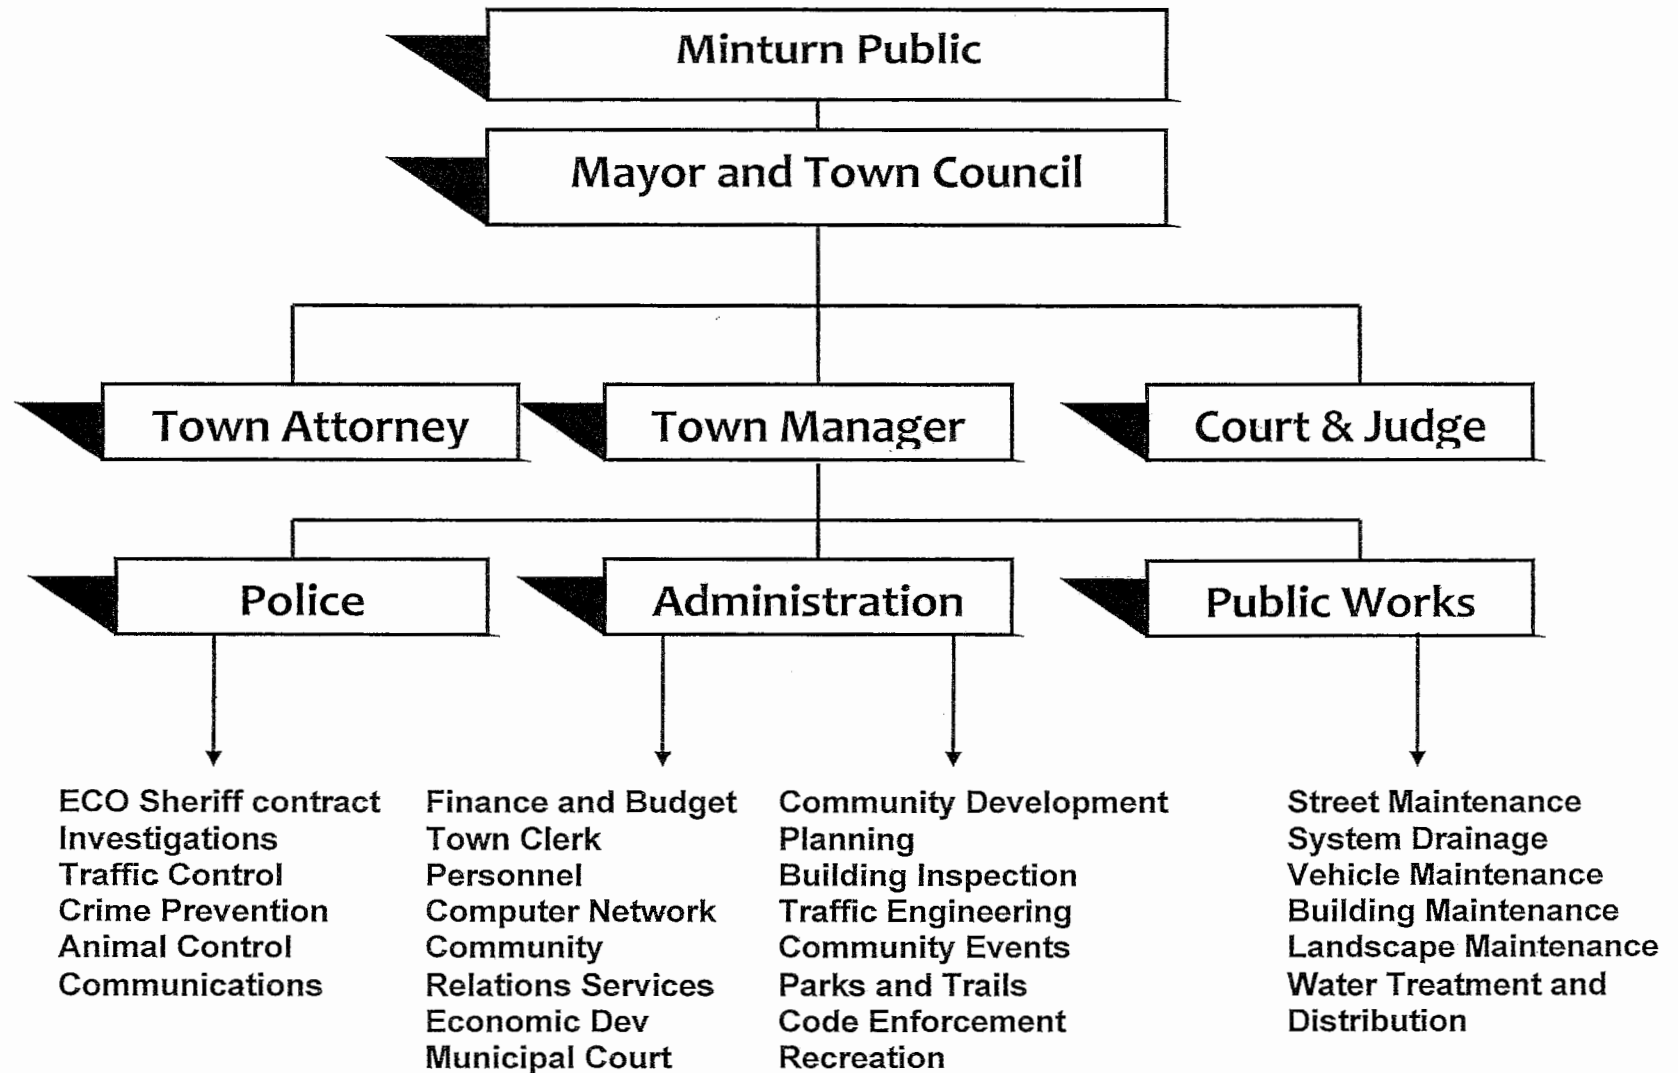 Minturn Public
Mayor and Town Council
Town Attorney
Town Manager
Court & Judge
Police
Administration
Public Works
ECO Sheriff contract
Investigations
Traffic Control
Crime Prevention
Animal Control
Communications
Finance and Budget
Town Clerk
Personnel
Computer Network
Community
Relations Services
Economic Dev
Municipal Court
Community Development
Planning
Building Inspection
Traffic Engineering
Community Events
Parks and Trails
Code Enforcement
Recreation
Street Maintenance
System Drainage
Vehicle Maintenance
Building Maintenance
Landscape Maintenance
Water Treatment and
Distribution